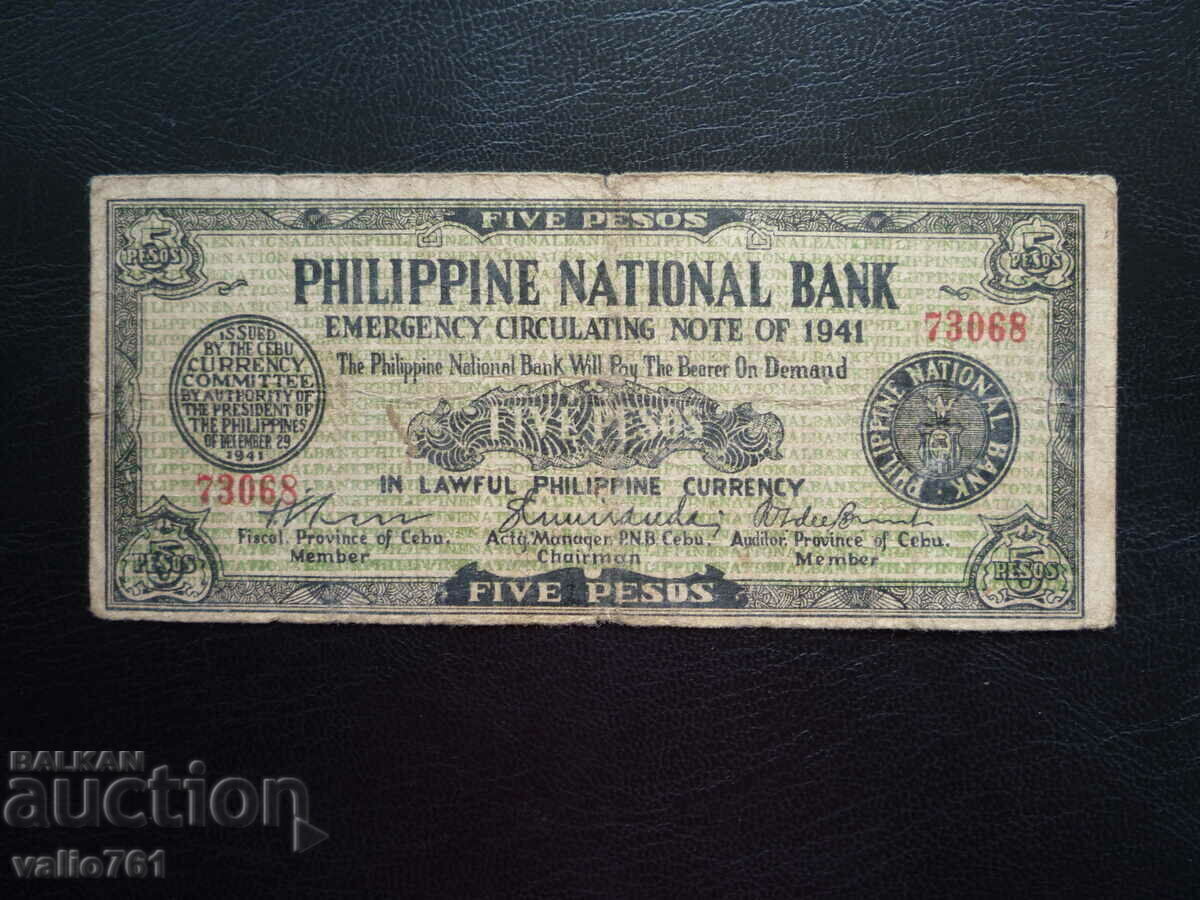 FIVE PESOS
5 PESOS
5 PESOS
PHILIPPINE NATIONAL BANK
EMERGENCY CIRCULATING NOTE OF 1941
73068
The Philippine National Bank Will Pay The Bearer On Demand
ISSUED
BY THE CEBU
CURRENCY
COMMITTEE
BY AUTHORITY OF
THE PRESIDENT OF
THE PHILIPPINES
OF DECEMBER 29
1941
FIVE PESOS
PHILIPPINE NATIONAL BANK
73068
IN LAWFUL PHILIPPINE CURRENCY
Fiscal, Province of Cebu.
Member
Actg. Manager, P.N.B. Cebu.
Chairman
Auditor, Province of Cebu.
Member
5 PESOS
5 PESOS
FIVE PESOS
BALKAN
auction
valio761